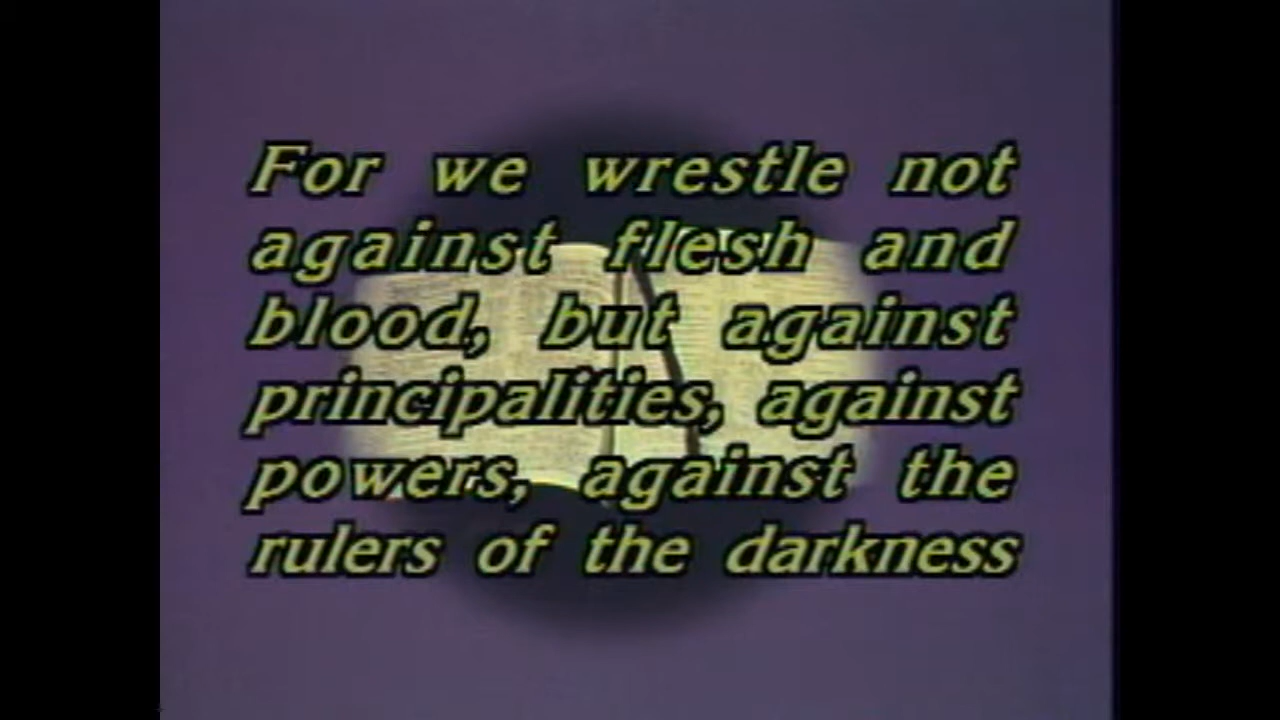 For we wrestle not
against flesh and
blood, but against
principalities, against
powers, against the
rulers of the darkness